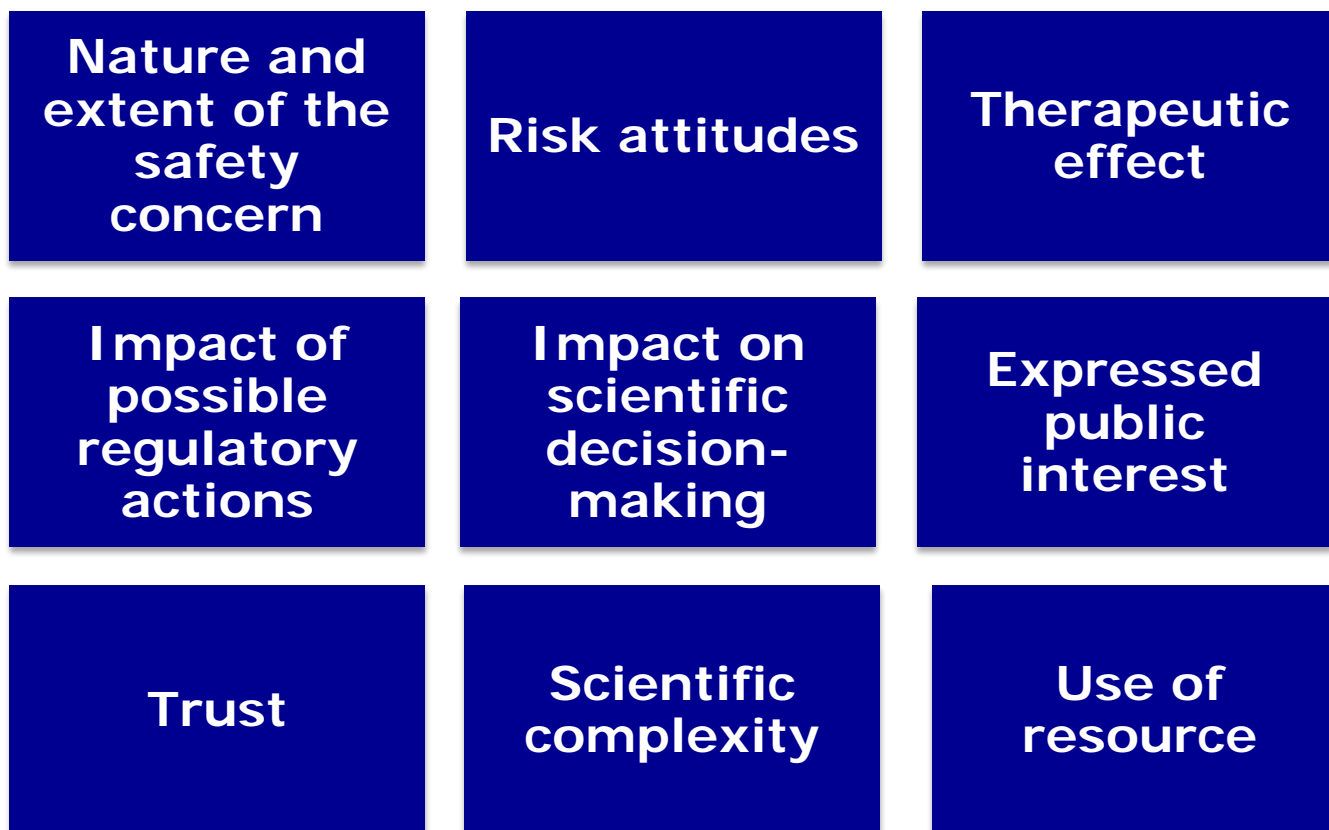 Nature and
extent of the
safety
concern
Risk attitudes
Therapeutic
effect
Impact of
possible
regulatory
actions
Impact on
scientific
decision-
making
Expressed
public
interest
Trust
Scientific
complexity
Use of
resource